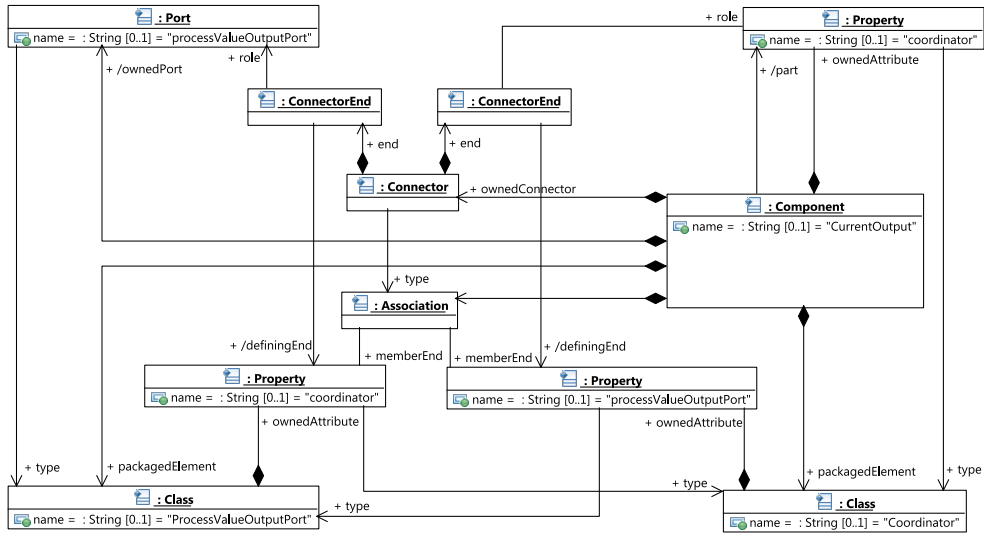 : Port
name = : String [0..1] = "processValueOutputPort"
+ role
: Property
name = : String [0..1] = "coordinator"
+ /ownedPort
+ role
+ /part
+ ownedAttribute
: ConnectorEnd
: ConnectorEnd
+ end
+ end
: Connector
+ ownedConnector
: Component
name = : String [0..1] = "CurrentOutput"
+ type
: Association
+ /definingEnd
+ memberEnd
+ memberEnd
+ /definingEnd
: Property
name = : String [0..1] = "coordinator"
: Property
name = : String [0..1] = "processValueOutputPort"
+ ownedAttribute
+ ownedAttribute
+ type
+ packagedElement
+ packagedElement
+ type
+ type
+ type
: Class
name = : String [0..1] = "ProcessValueOutputPort"
: Class
name = : String [0..1] = "Coordinator"